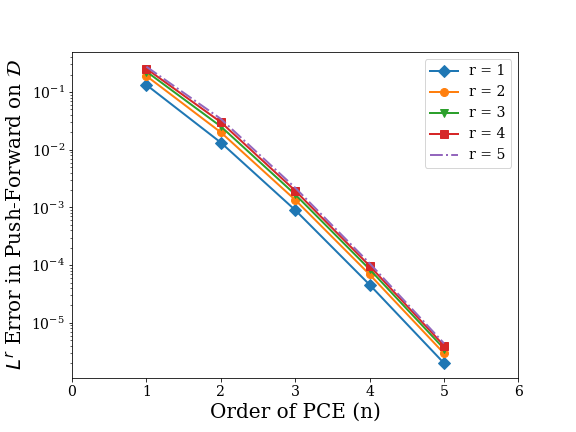 $L^r$ Error in Push-Forward on $\mathcal{D}$
$10^{-1}$
$10^{-2}$
$10^{-3}$
$10^{-4}$
$10^{-5}$
r = 1
r = 2
r = 3
r = 4
r = 5
0 1 2 3 4 5 6
Order of PCE (n)